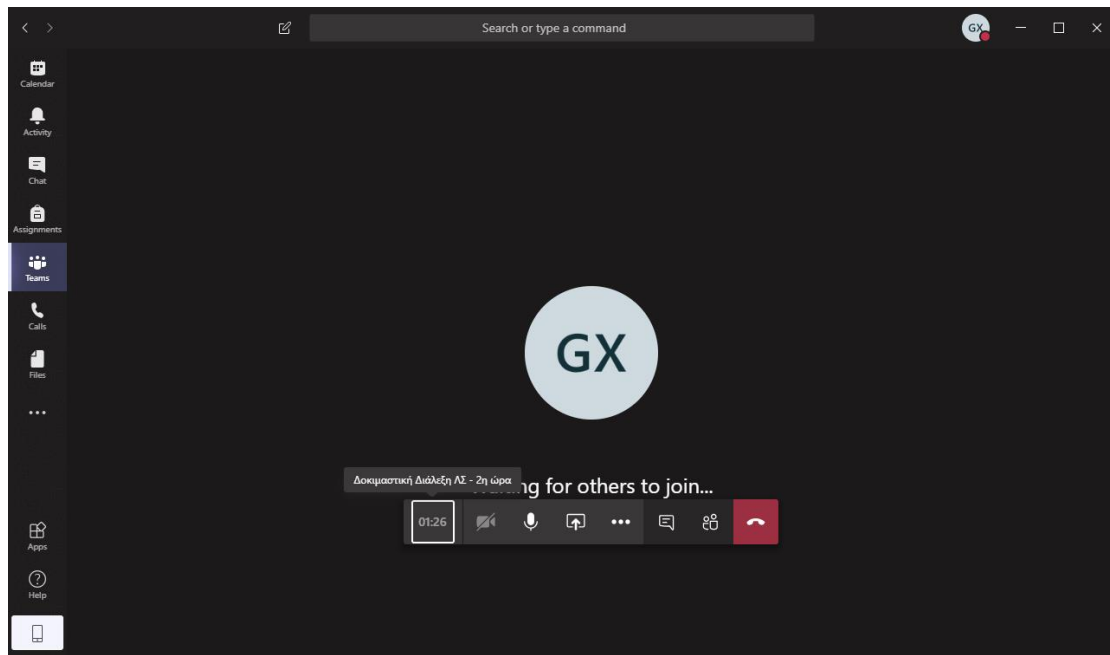 Search or type a command
GX
Calendar
Activity
Chat
Assignments
Teams
Calls
Files
Apps
Help
GX
Δοκιμαστική Διάλεξη ΛΣ - 2η ώρα
for others to join...
01:26